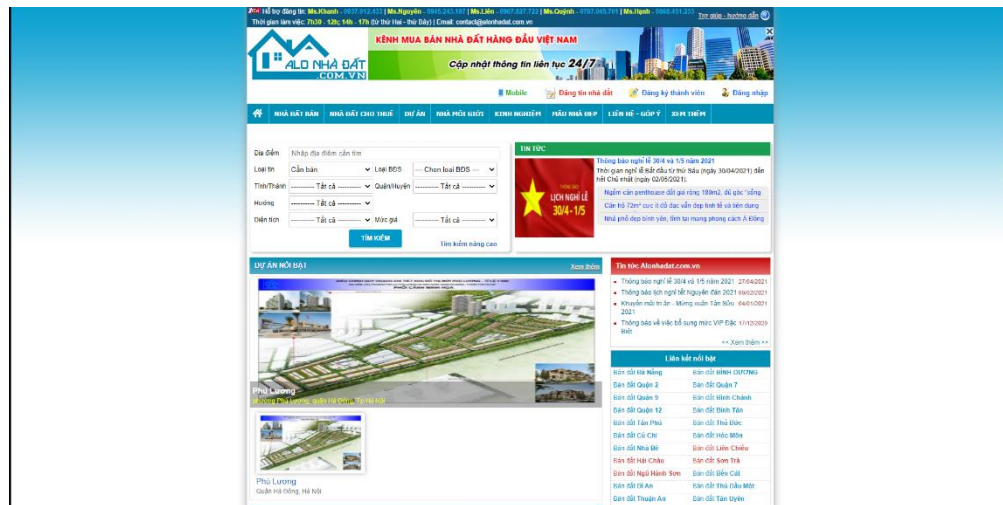 Hỗ trợ đăng tin: Ms.Khanh - 0937.912.433 | Ms.Nguyên - 0945.243.187 | Ms.Liên - 0967.827.722 | Ms.Quỳnh | Ms.Hạnh
Trợ giúp - hướng dẫn
Thời gian làm việc: 7h30 - 12h; 14h - 17h (từ thứ Hai - thứ Bảy) | Email: contact@alonhadat.com.vn
ALO NHÀ ĐẤT
.COM.VN
KÊNH MUA BÁN NHÀ ĐẤT HÀNG ĐẦU VIỆT NAM
Cập nhật thông tin liên tục 24/7
Mobile Đăng tin nhà đất Đăng ký thành viên Đăng nhập
NHÀ ĐẤT BÁN NHÀ ĐẤT CHO THUÊ DỰ ÁN NHÀ MÔI GIỚI KINH NGHIỆM MẪU NHÀ ĐẸP LIÊN HỆ - GÓP Ý XEM THÊM
Địa điểm Nhập địa điểm cần tìm
Loại tin Cần bán Loại BĐS --- Chọn loại BĐS ---
Tỉnh/Thành ---------- Tất cả ---------- Quận/Huyện ---------- Tất cả ----------
Hướng ---------- Tất cả ----------
Diện tích ---------- Tất cả ---------- Mức giá ---------- Tất cả ----------
TÌM KIẾM Tìm kiếm nâng cao
TIN TỨC
THÔNG BÁO
LỊCH NGHỈ LỄ
30/4 - 1/5
Thông báo nghỉ lễ 30/4 và 1/5 năm 2021
Thời gian nghỉ lễ Bắt đầu từ thứ Sáu (ngày 30/04/2021) đến
hết Chủ nhật (ngày 02/05/2021).
Ngắm căn penthouse dát giá ròng 188m2, đủ góc "sống
Căn hộ 72m² cực ít đồ đạc vẫn đẹp tinh tế và tiện dụng
Nhà phố đẹp bình yên, tĩnh tại mang phong cách Á Đông
DỰ ÁN NỔI BẬT Xem thêm
Phú Lương
phường Phú Lương, quận Hà Đông, Tp Hà Nội
Phú Lương
Quận Hà Đông, Hà Nội
Tin tức Alonhadat.com.vn
Thông báo nghỉ lễ 30/4 và 1/5 năm 2021 27/04/2021
Thông báo lịch nghỉ tết Nguyên đán 2021 09/02/2021
Khuyến mãi tri ân - Mừng xuân Tân Sửu 2021 04/01/2021
Thông báo về việc bổ sung mức VIP Đặc Biệt 17/12/2020
<< Xem thêm >>
Liên kết nổi bật
Bán đất Đà Nẵng Bán đất BÌNH DƯƠNG
Bán đất Quận 2 Bán đất Quận 7
Bán đất Quận 9 Bán đất Bình Chánh
Bán đất Quận 12 Bán đất Bình Tân
Bán đất Tân Phú Bán đất Thủ Đức
Bán đất Củ Chi Bán đất Hóc Môn
Bán đất Nhà Bè Bán đất Liên Chiểu
Bán đất Hải Châu Bán đất Sơn Trà
Bán đất Ngũ Hành Sơn Bán đất Bến Cát
Bán đất Dĩ An Bán đất Thủ Dầu Một
Bán đất Thuận An Bán đất Tân Uyên